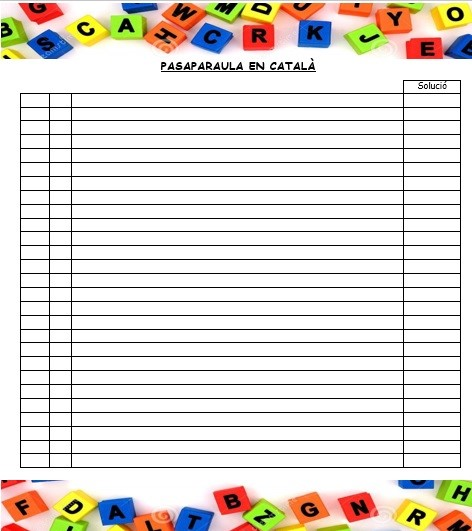 G W M D Y O
B S C A H C R K J E
PASAPARAULA EN CATALÀ
Solució
F D A L T B Z G N R H